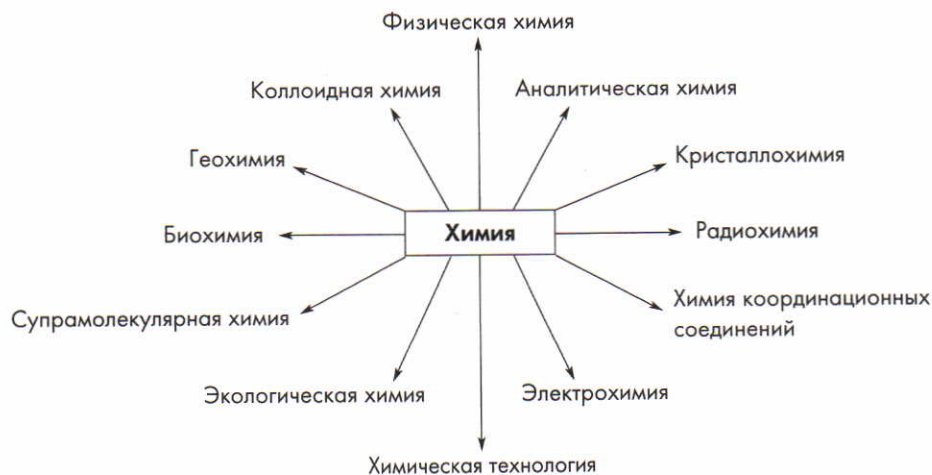 Физическая химия
Коллоидная химия
Аналитическая химия
Геохимия
Кристаллохимия
Биохимия
Химия
Радиохимия
Супрамолекулярная химия
Химия координационных
соединений
Экологическая химия
Электрохимия
Химическая технология